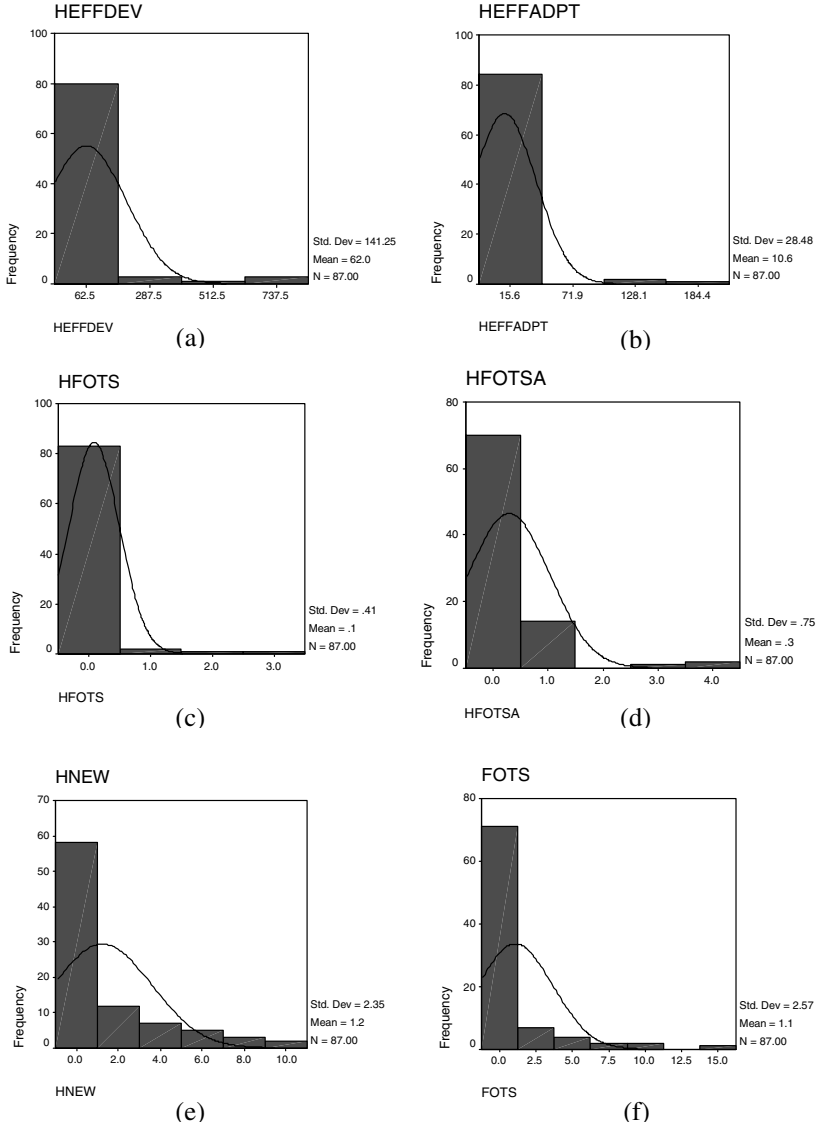 HEFFDEV
100
80
60
40
20
0
Frequency
62.5 287.5 512.5 737.5
HEFFDEV
Std. Dev = 141.25
Mean = 62.0
N = 87.00
(a)
HEFFADPT
100
80
60
40
20
0
Frequency
15.6 71.9 128.1 184.4
HEFFADPT
Std. Dev = 28.48
Mean = 10.6
N = 87.00
(b)
HFOTS
100
80
60
40
20
0
Frequency
0.0 1.0 2.0 3.0
HFOTS
Std. Dev = .41
Mean = .1
N = 87.00
(c)
HFOTSA
80
60
40
20
0
Frequency
0.0 1.0 2.0 3.0 4.0
HFOTSA
Std. Dev = .75
Mean = .3
N = 87.00
(d)
HNEW
70
60
50
40
30
20
10
0
Frequency
0.0 2.0 4.0 6.0 8.0 10.0
HNEW
Std. Dev = 2.35
Mean = 1.2
N = 87.00
(e)
FOTS
80
60
40
20
0
Frequency
0.0 2.5 5.0 7.5 10.0 12.5 15.0
FOTS
Std. Dev = 2.57
Mean = 1.1
N = 87.00
(f)